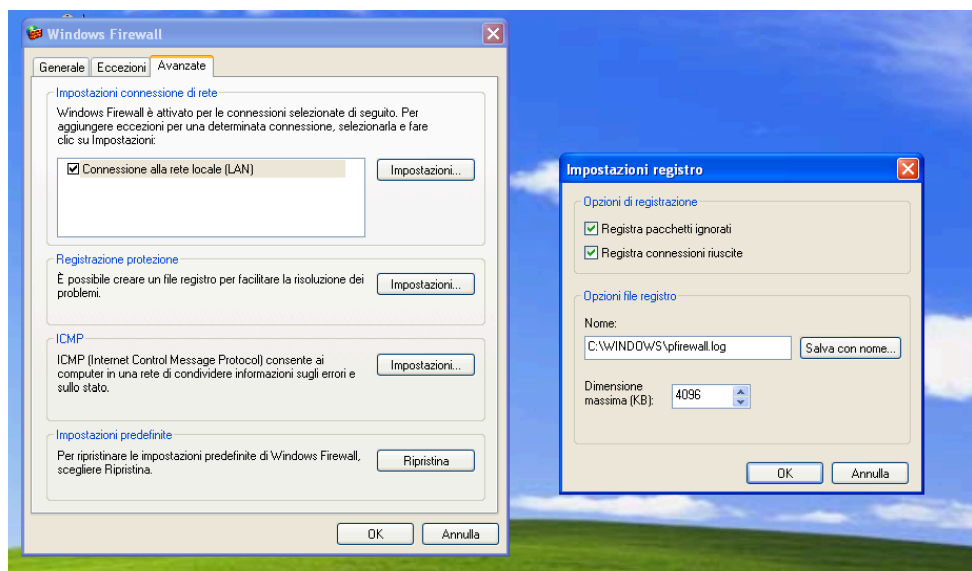 Windows Firewall
Generale
Eccezioni
Avanzate
Impostazioni connessione di rete
Windows Firewall è attivato per le connessioni selezionate di seguito. Per
aggiungere eccezioni per una determinata connessione, selezionarla e fare
clic su Impostazioni:
Connessione alla rete locale (LAN)
Impostazioni...
Registrazione protezione
È possibile creare un file registro per facilitare la risoluzione dei
problemi.
Impostazioni...
ICMP
ICMP (Internet Control Message Protocol) consente ai
computer in una rete di condividere informazioni sugli errori e
sullo stato.
Impostazioni...
Impostazioni predefinite
Per ripristinare le impostazioni predefinite di Windows Firewall,
scegliere Ripristina.
Ripristina
OK
Annulla
Impostazioni registro
Opzioni di registrazione
Registra pacchetti ignorati
Registra connessioni riuscite
Opzioni file registro
Nome:
C:\WINDOWS\pfirewall.log
Salva con nome...
Dimensione
massima (KB):
4096
OK
Annulla